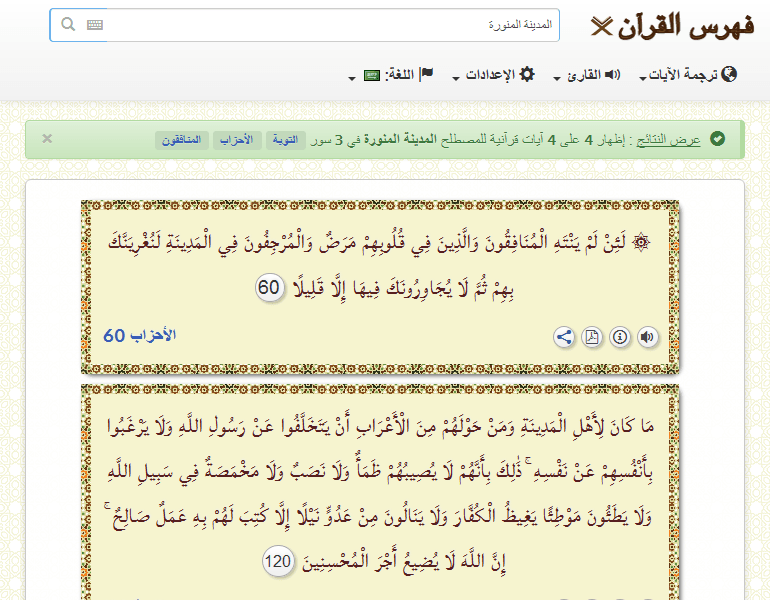 فهرس القرآن
المدينة المنورة
ترجمة الآيات
القارئ
الإعدادات
اللغة:
عرض النتائج : إظهار 4 على 4 آيات قرآنية للمصطلح المدينة المنورة في 3 سور التوبة الأحزاب المنافقون ×
۞ لَئِنْ لَمْ يَنْتَهِ الْمُنَافِقُونَ وَالَّذِينَ فِي قُلُوبِهِمْ مَرَضٌ وَالْمُرْجِفُونَ فِي الْمَدِينَةِ لَنُغْرِيَنَّكَ
بِهِمْ ثُمَّ لَا يُجَاوِرُونَكَ فِيهَا إِلَّا قَلِيلًا 60
الأحزاب 60
مَا كَانَ لِأَهْلِ الْمَدِينَةِ وَمَنْ حَوْلَهُمْ مِنَ الْأَعْرَابِ أَنْ يَتَخَلَّفُوا عَنْ رَسُولِ اللَّهِ وَلَا يَرْغَبُوا
بِأَنْفُسِهِمْ عَنْ نَفْسِهِ ۚ ذَٰلِكَ بِأَنَّهُمْ لَا يُصِيبُهُمْ ظَمَأٌ وَلَا نَصَبٌ وَلَا مَخْمَصَةٌ فِي سَبِيلِ اللَّهِ
وَلَا يَطَئُونَ مَوْطِئًا يَغِيظُ الْكُفَّارَ وَلَا يَنَالُونَ مِنْ عَدُوٍّ نَيْلًا إِلَّا كُتِبَ لَهُمْ بِهِ عَمَلٌ صَالِحٌ ۚ
إِنَّ اللَّهَ لَا يُضِيعُ أَجْرَ الْمُحْسِنِينَ 120